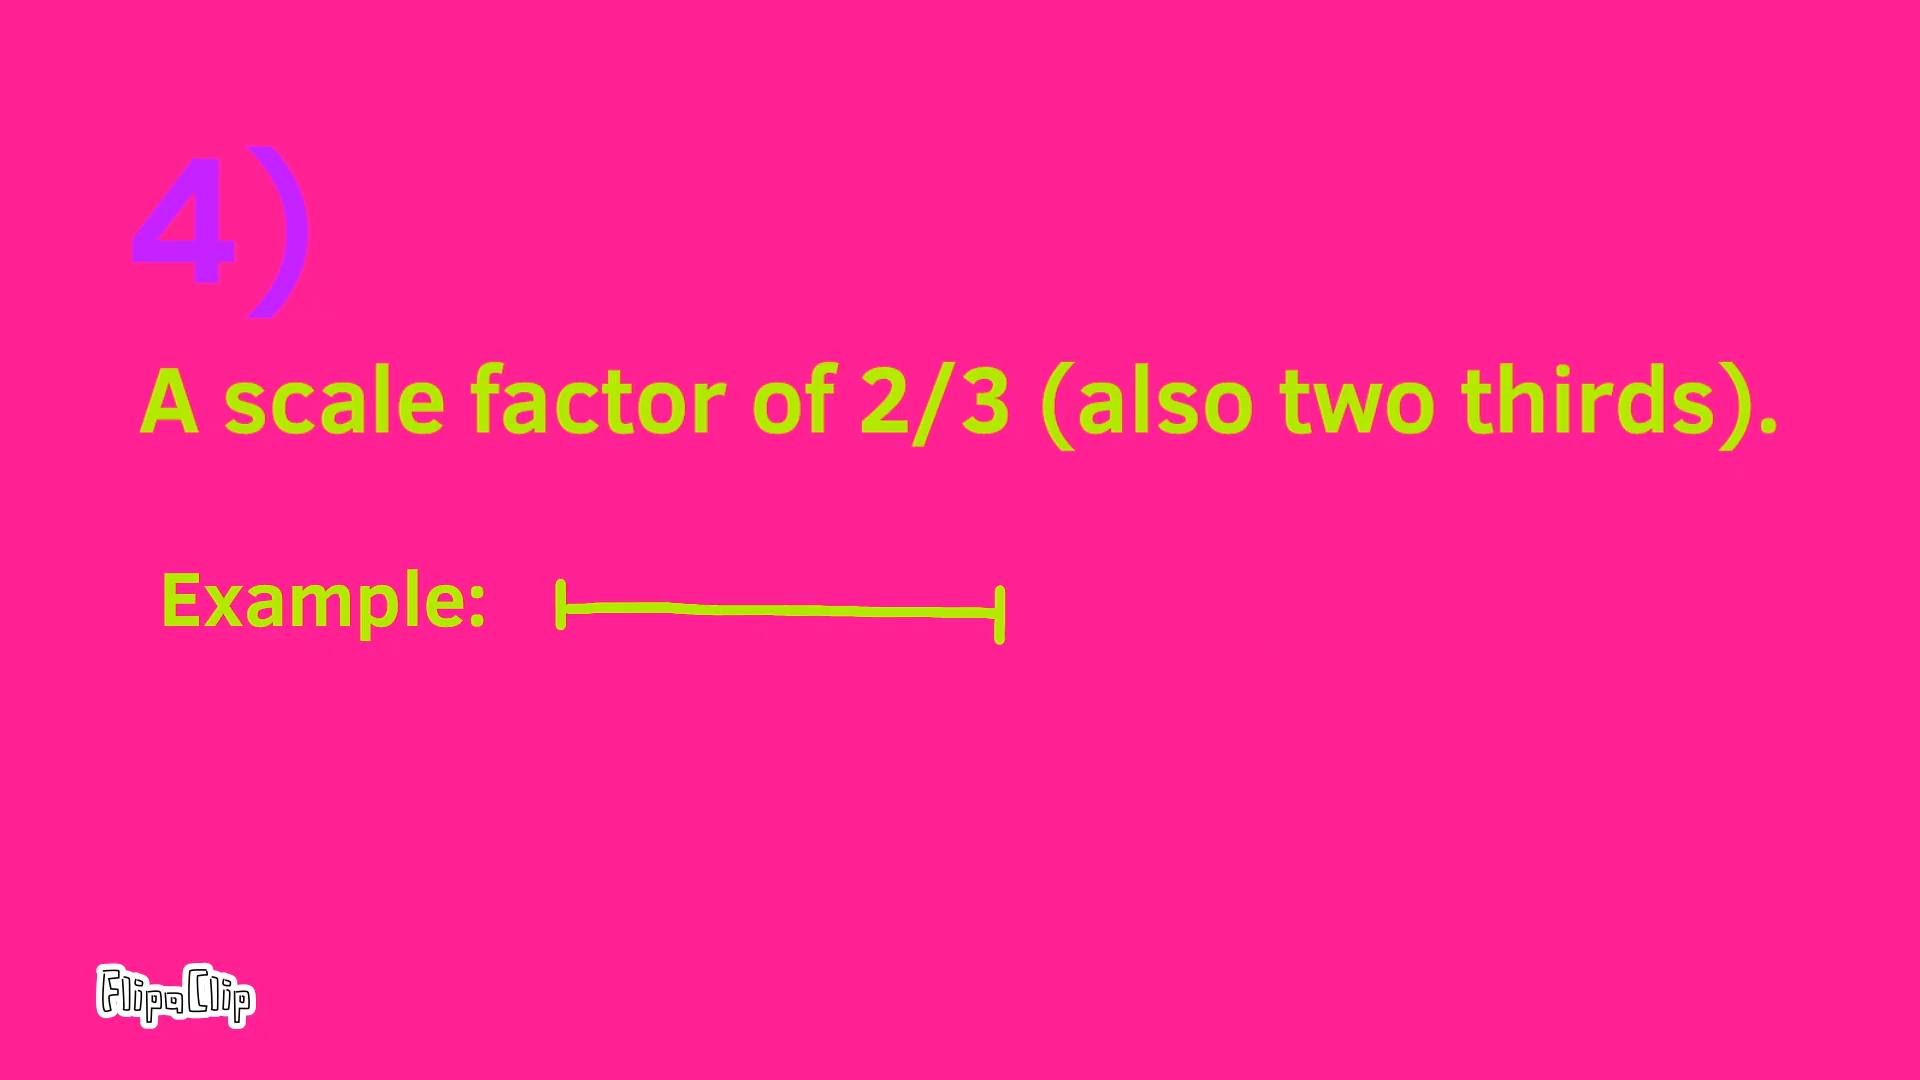 4)
A scale factor of 2/3 (also two thirds).
Example:
FlipaClip